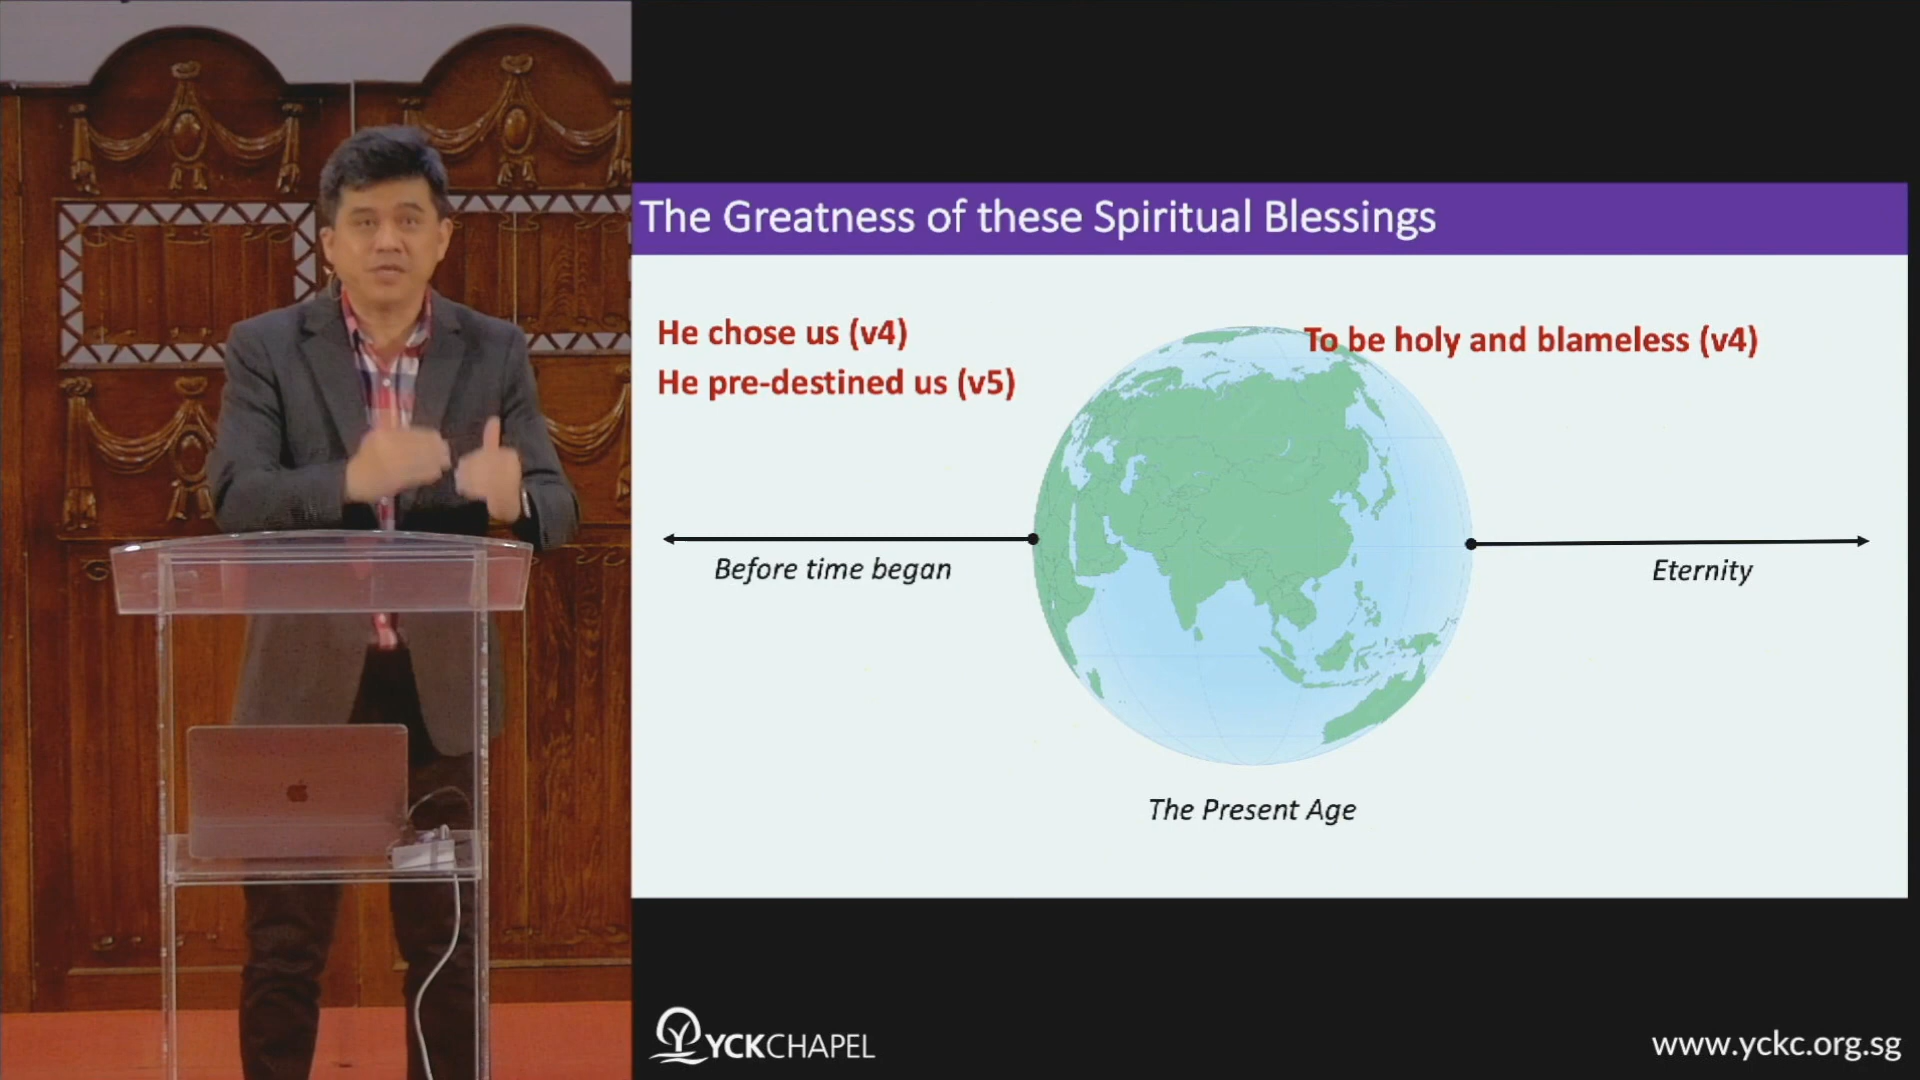 The Greatness of these Spiritual Blessings
He chose us (v4)
He pre-destined us (v5)
To be holy and blameless (v4)
Before time began
Eternity
The Present Age
YCKCHAPEL
www.yckc.org.sg